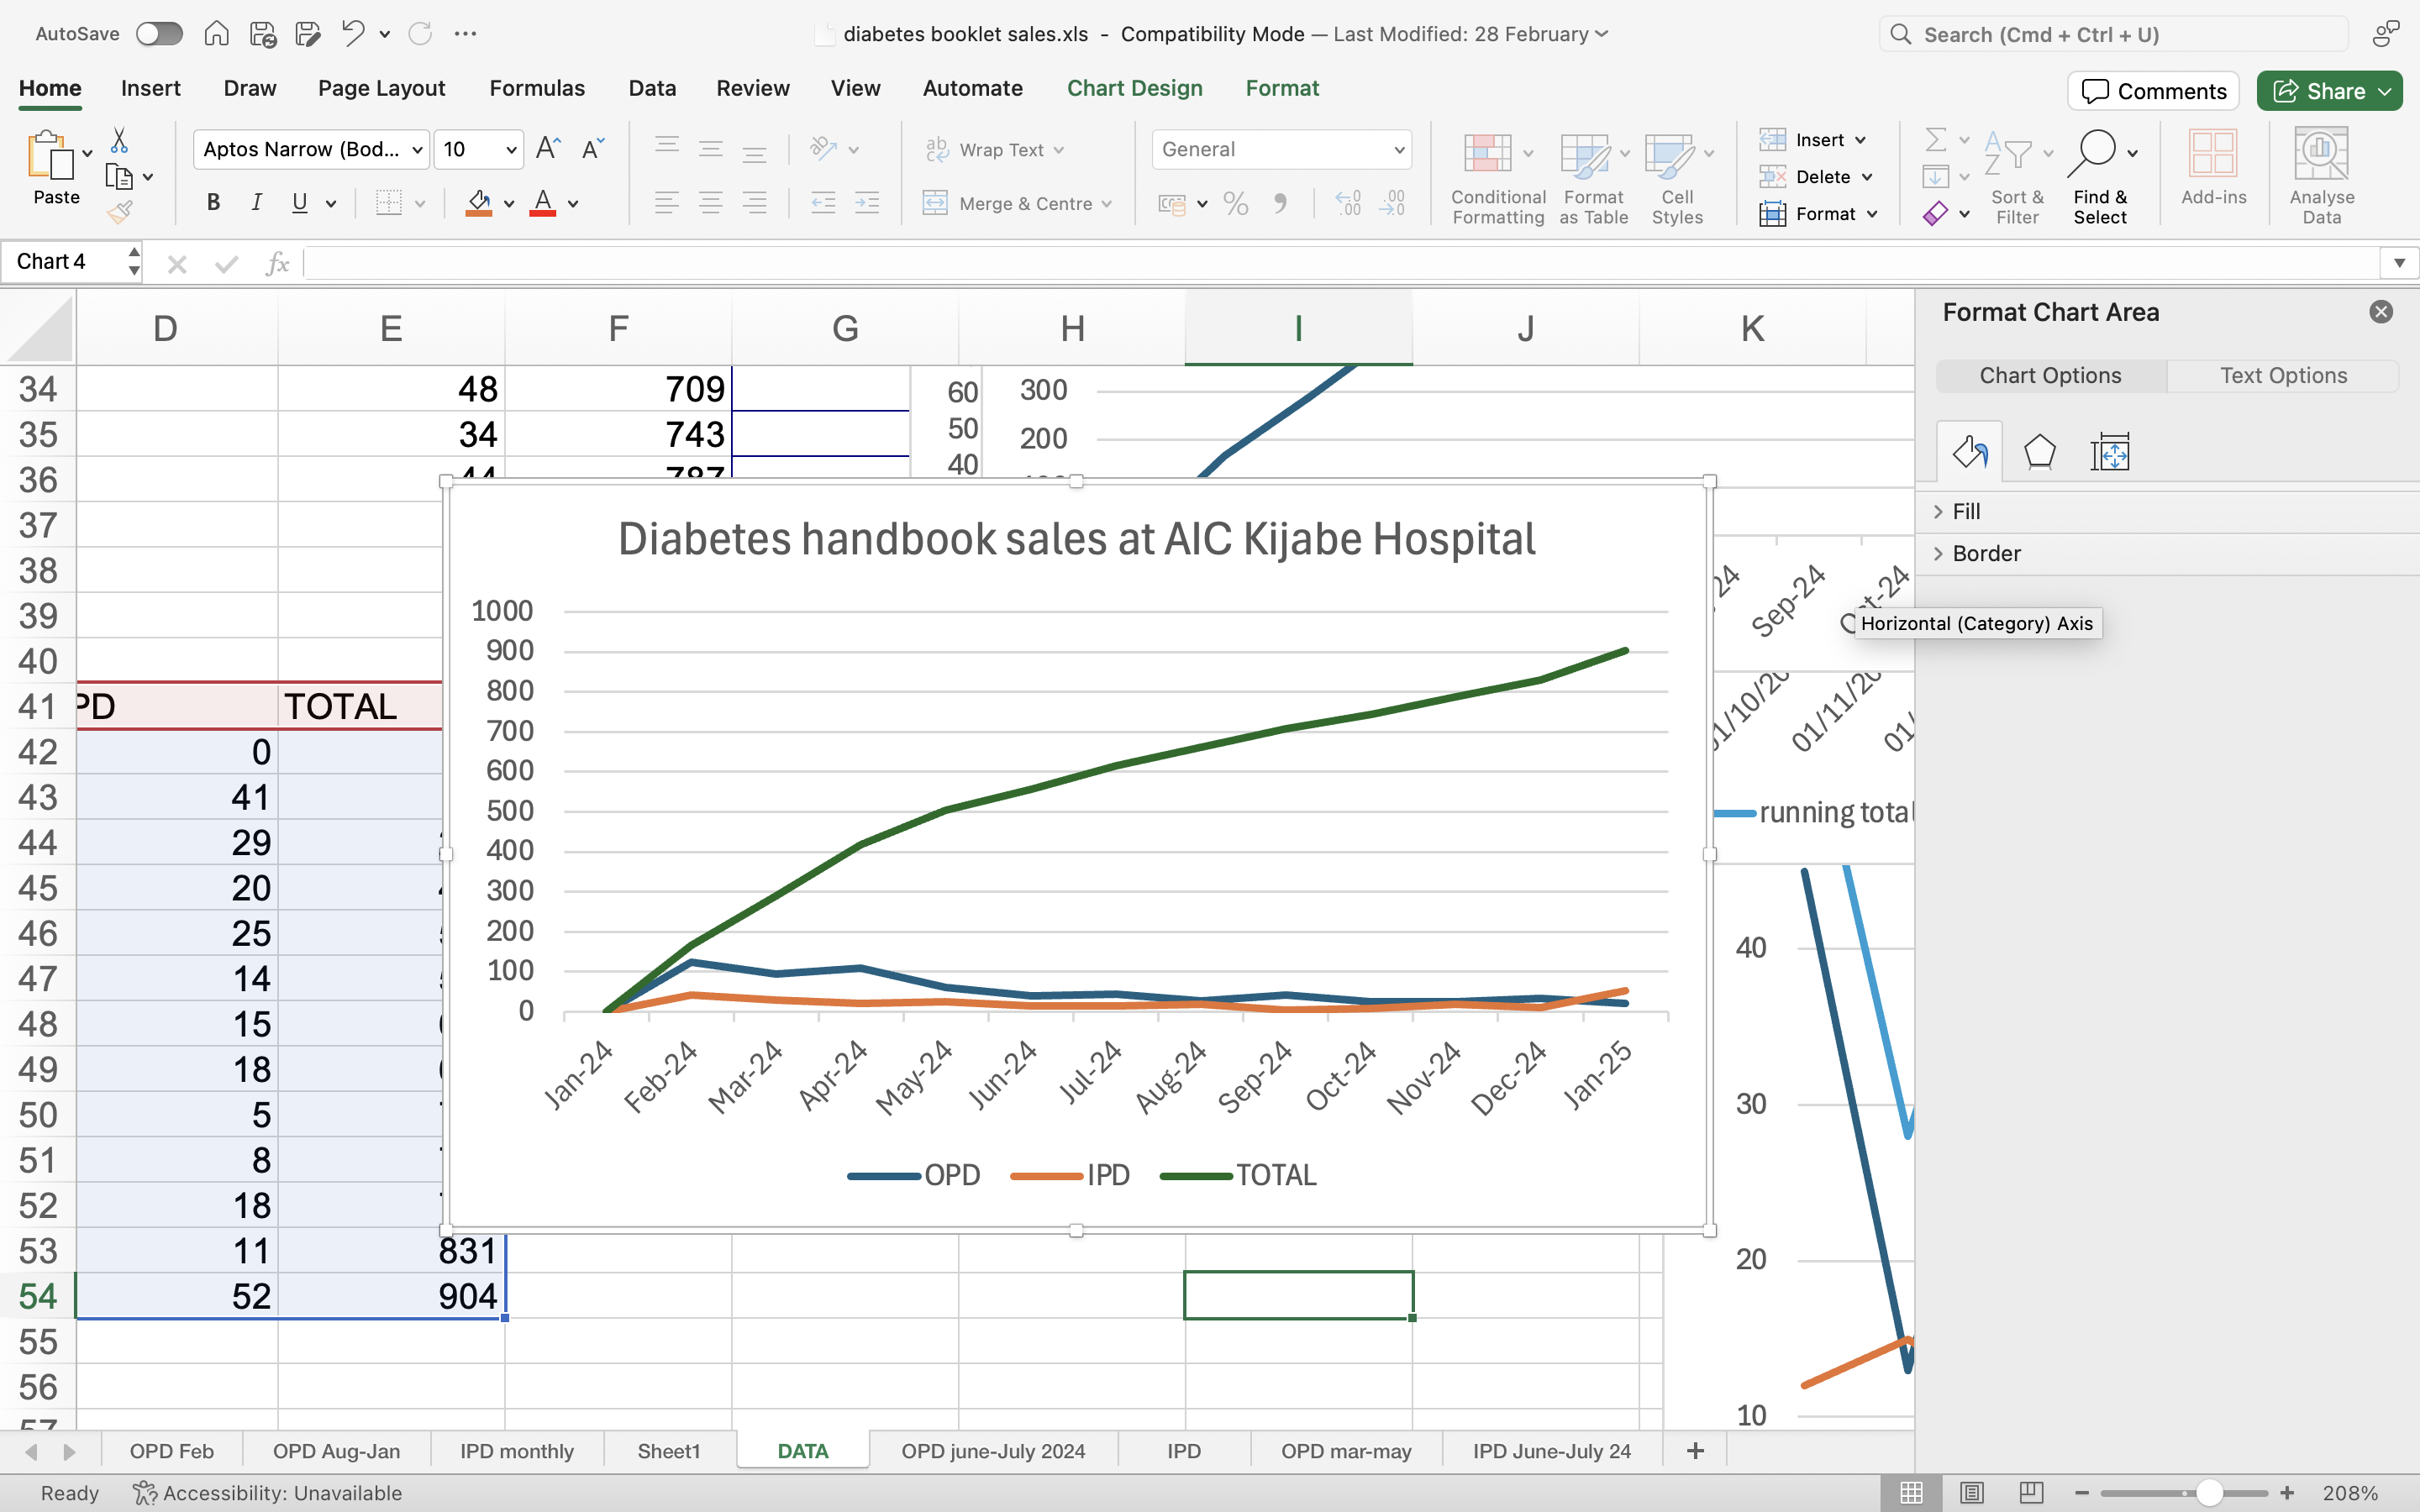 AutoSave
diabetes booklet sales.xls - Compatibility Mode — Last Modified: 28 February
Search (Cmd + Ctrl + U)
Home Insert Draw Page Layout Formulas Data Review View Automate Chart Design Format
Comments Share
Paste
Aptos Narrow (Bod... 10
B I U
Wrap Text
Merge & Centre
General
Conditional Formatting
Format as Table
Cell Styles
Insert
Delete
Format
Sort & Filter
Find & Select
Add-ins
Analyse Data
Chart 4
fx
D E F G H I J K
34 48 709
35 34 743
36
37
38
39
40
41 PD TOTAL
42 0
43 41
44 29
45 20
46 25
47 14
48 15
49 18
50 5
51 8
52 18
53 11 831
54 52 904
55
56
60
50
40
300
200
Diabetes handbook sales at AIC Kijabe Hospital
1000
900
800
700
600
500
400
300
200
100
0
Jan-24 Feb-24 Mar-24 Apr-24 May-24 Jun-24 Jul-24 Aug-24 Sep-24 Oct-24 Nov-24 Dec-24 Jan-25
OPD IPD TOTAL
Sep-24
running total
40
30
20
10
Format Chart Area
Chart Options Text Options
Fill
Border
Horizontal (Category) Axis
OPD Feb OPD Aug-Jan IPD monthly Sheet1 DATA OPD june-July 2024 IPD OPD mar-may IPD June-July 24
Ready Accessibility: Unavailable
208%